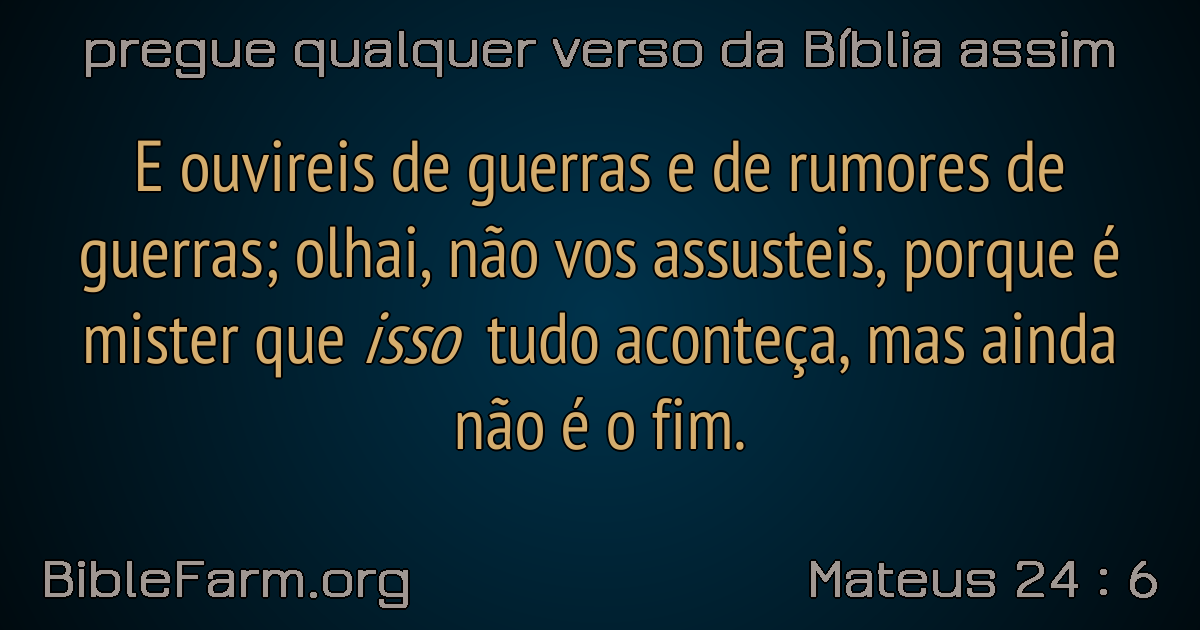 pregue qualquer verso da Bíblia assim
E ouvireis de guerras e de rumores de
guerras; olhai, não vos assusteis, porque é
mister que isso tudo aconteça, mas ainda
não é o fim.
BibleFarm.org
Mateus 24 : 6